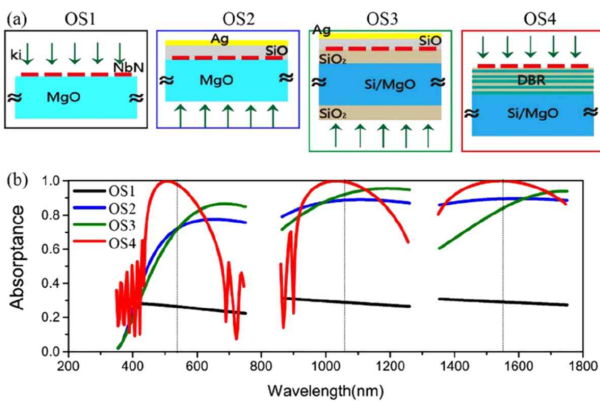 (a) OS1 OS2 OS3 OS4
ki NbN MgO
Ag SiO MgO
Ag SiO SiO₂ Si/MgO SiO₂
DBR Si/MgO
(b)
OS1
OS2
OS3
OS4
Absorptance
1.0
0.8
0.6
0.4
0.2
0.0
200 400 600 800 1000 1200 1400 1600 1800
Wavelength(nm)